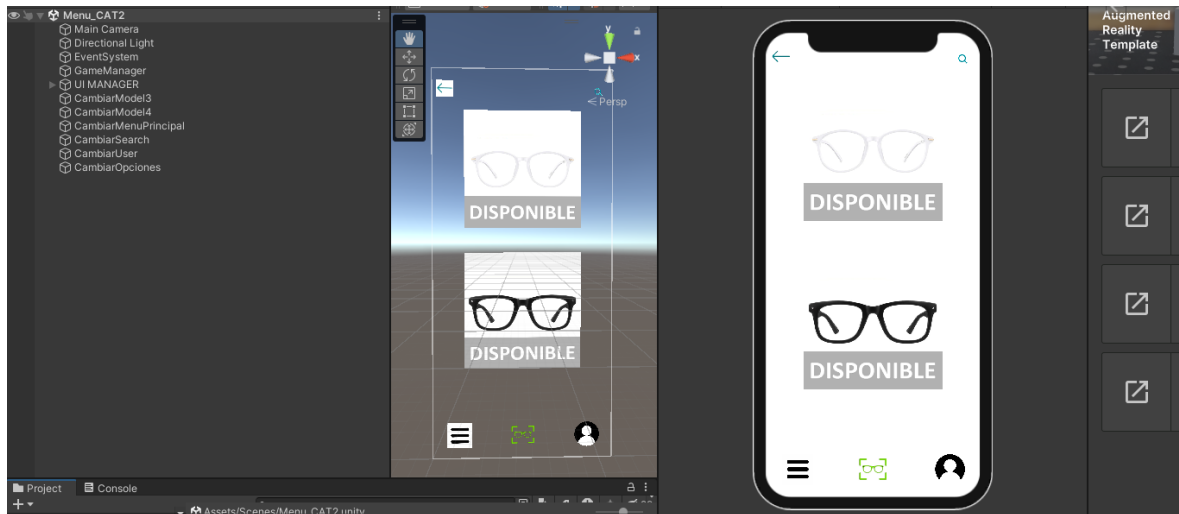 Menu_CAT2
Main Camera
Directional Light
EventSystem
GameManager
UI MANAGER
CambiarModel3
CambiarModel4
CambiarMenuPrincipal
CambiarSearch
CambiarUser
CambiarOpciones
Project
Console
Assets/Scenes/Menu_CAT2.unity
y
x
Persp
DISPONIBLE
DISPONIBLE
DISPONIBLE
DISPONIBLE
Augmented
Reality
Template